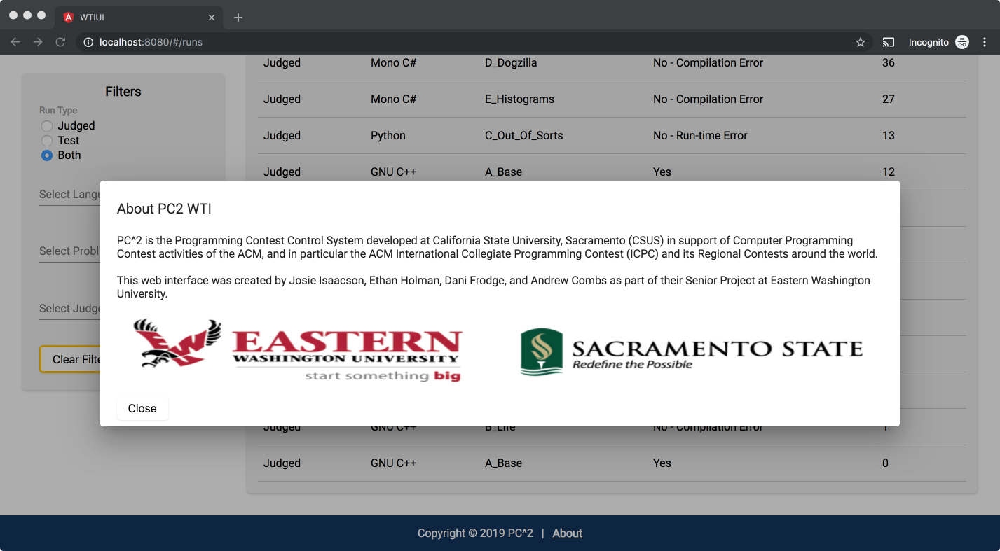 WTIUI
localhost:8080/#/runs
Incognito
Filters
Run Type
Judged
Test
Both
Select Langu
Select Proble
Select Judge
Clear Filte
Judged Mono C# D_Dogzilla No - Compilation Error 36
Judged Mono C# E_Histograms No - Compilation Error 27
Judged Python C_Out_Of_Sorts No - Run-time Error 13
Judged GNU C++ A_Base Yes 12
About PC2 WTI
PC^2 is the Programming Contest Control System developed at California State University, Sacramento (CSUS) in support of Computer Programming
Contest activities of the ACM, and in particular the ACM International Collegiate Programming Contest (ICPC) and its Regional Contests around the world.
This web interface was created by Josie Isaacson, Ethan Holman, Dani Frodge, and Andrew Combs as part of their Senior Project at Eastern Washington
University.
EASTERN
WASHINGTON UNIVERSITY
start something big
SACRAMENTO STATE
Redefine the Possible
Close
Judged GNU C++ B_Life No - Compilation Error 1
Judged GNU C++ A_Base Yes 0
Copyright © 2019 PC^2 | About